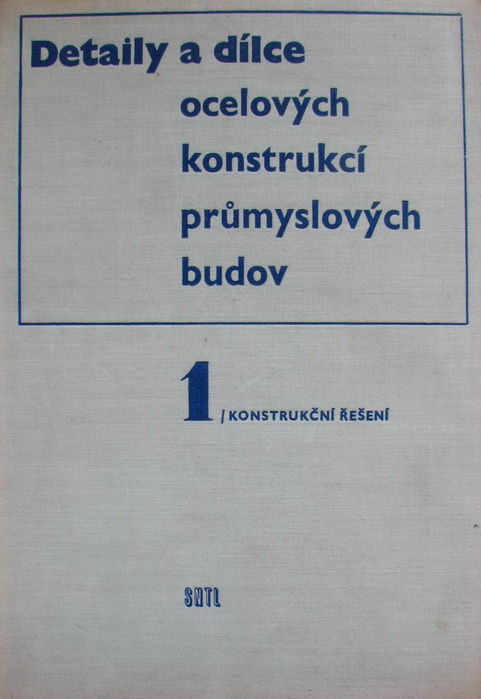 Detaily a dílce
ocelových
konstrukcí
průmyslových
budov
1 / KONSTRUKČNÍ ŘEŠENÍ
SNTL